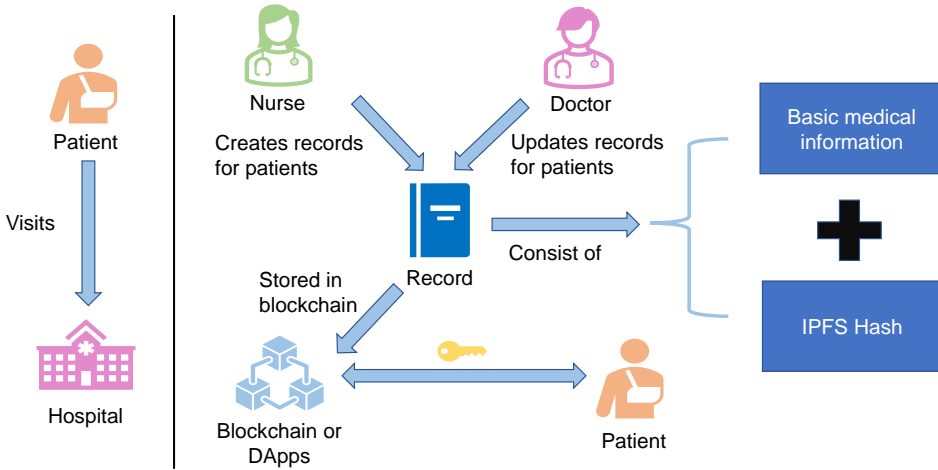 Patient
Visits
Hospital
Nurse
Doctor
Creates records
for patients
Updates records
for patients
Record
Consist of
Basic medical
information
IPFS Hash
Stored in
blockchain
Blockchain or
DApps
Patient